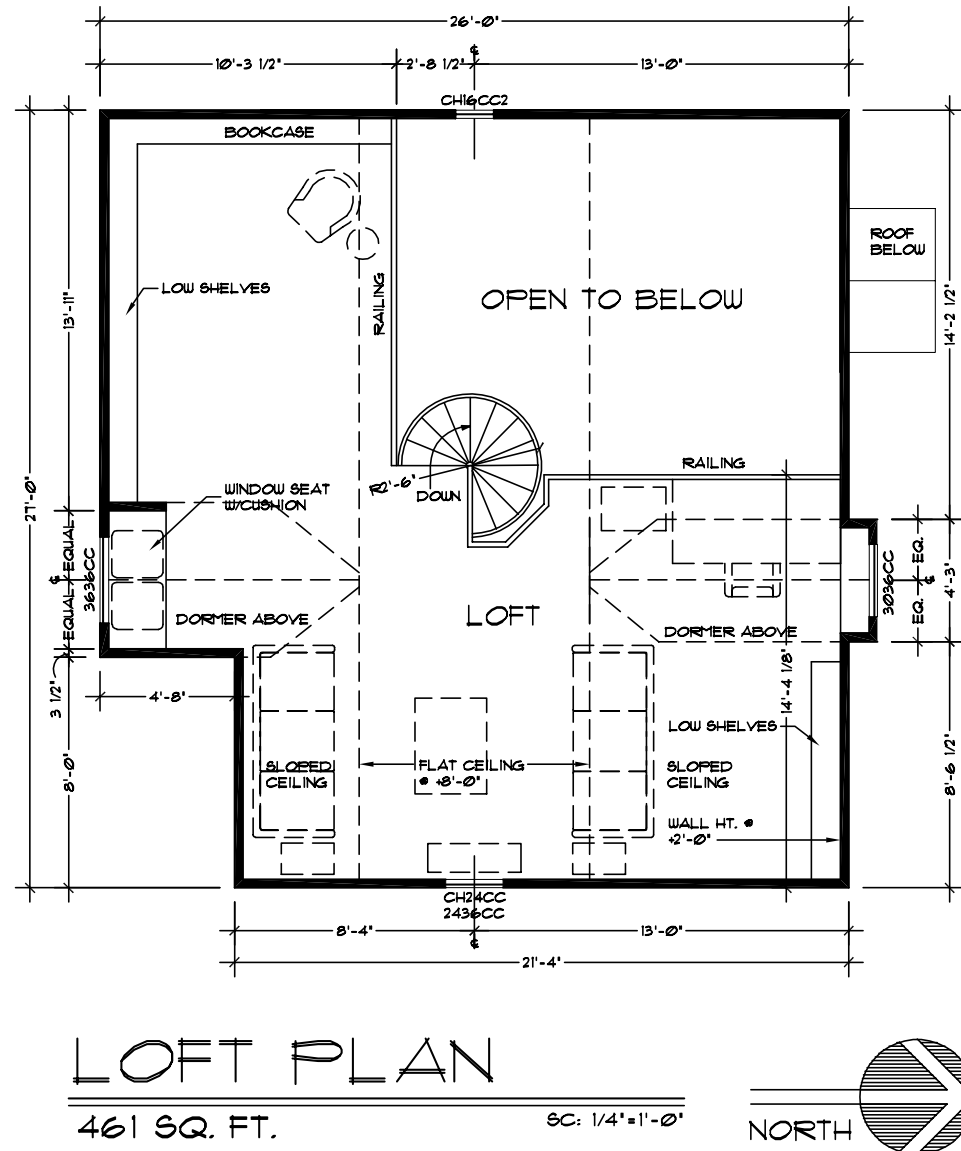 26'-0"
10'-3 1/2"
2'-8 1/2"
13'-0"
CH16CC2
BOOKCASE
ROOF
BELOW
LOW SHELVES
RAILING
OPEN TO BELOW
13'-11"
14'-2 1/2"
27'-0"
RAILING
R2'-6"
DOWN
WINDOW SEAT
W/CUSHION
EQUAL
EQUAL
3636CC
EQ.
EQ.
3036CC
4'-3"
DORMER ABOVE
LOFT
DORMER ABOVE
3 1/2"
4'-8"
14'-4 1/8"
LOW SHELVES
8'-0"
8'-6 1/2"
SLOPED
CEILING
FLAT CEILING
@ +8'-0"
SLOPED
CEILING
WALL HT. @
+2'-0"
CH24CC
2436CC
8'-4"
13'-0"
21'-4"
LOFT PLAN
461 SQ. FT.
SC: 1/4"=1'-0"
NORTH